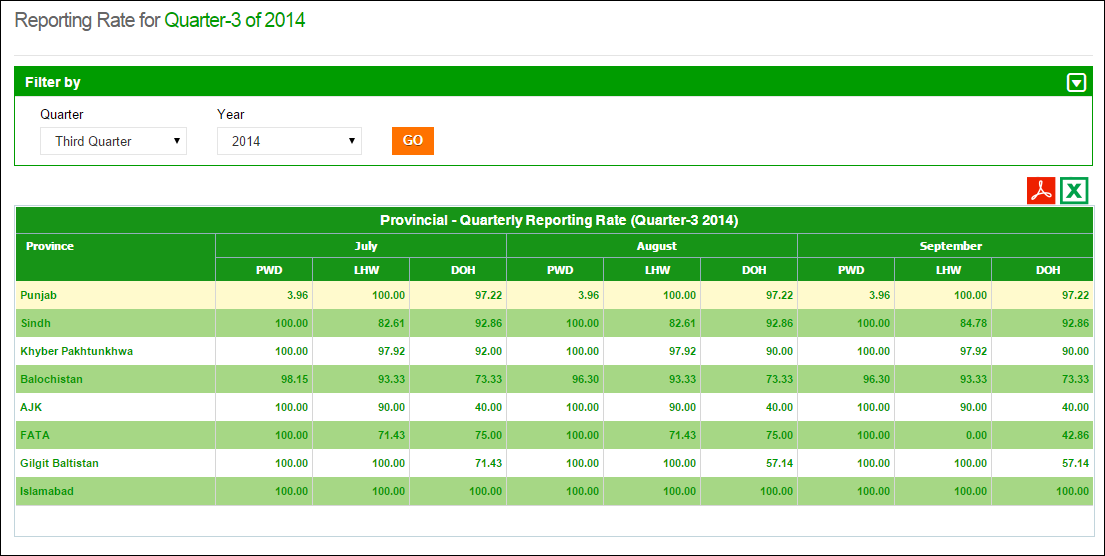 Reporting Rate for Quarter-3 of 2014
Filter by
Quarter Year
Third Quarter 2014 GO
Provincial - Quarterly Reporting Rate (Quarter-3 2014)
Province July August September
PWD LHW DOH PWD LHW DOH PWD LHW DOH
Punjab 3.96 100.00 97.22 3.96 100.00 97.22 3.96 100.00 97.22
Sindh 100.00 82.61 92.86 100.00 82.61 92.86 100.00 84.78 92.86
Khyber Pakhtunkhwa 100.00 97.92 92.00 100.00 97.92 90.00 100.00 97.92 90.00
Balochistan 98.15 93.33 73.33 96.30 93.33 73.33 96.30 93.33 73.33
AJK 100.00 90.00 40.00 100.00 90.00 40.00 100.00 90.00 40.00
FATA 100.00 71.43 75.00 100.00 71.43 75.00 100.00 0.00 42.86
Gilgit Baltistan 100.00 100.00 71.43 100.00 100.00 57.14 100.00 100.00 57.14
Islamabad 100.00 100.00 100.00 100.00 100.00 100.00 100.00 100.00 100.00